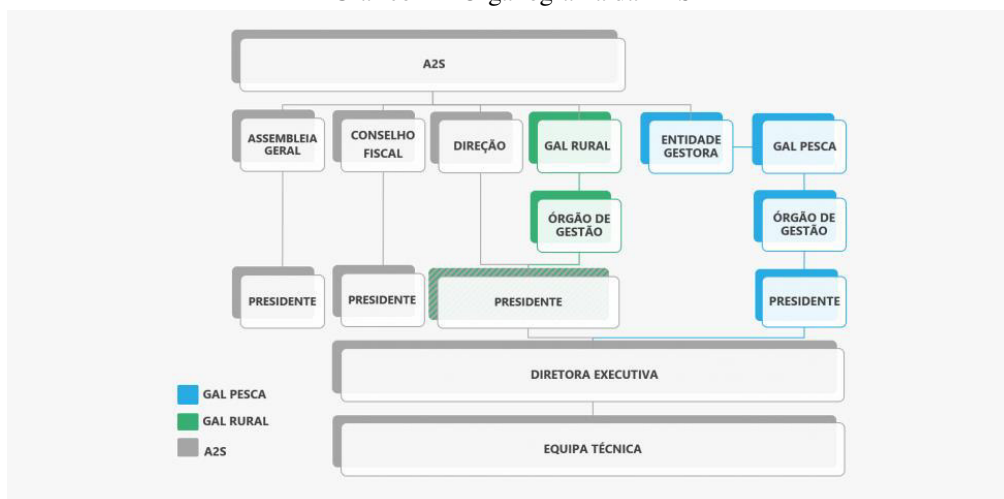 A2S
ASSEMBLEIA
GERAL
CONSELHO
FISCAL
DIREÇÃO
GAL RURAL
ENTIDADE
GESTORA
GAL PESCA
ÓRGÃO DE
GESTÃO
ÓRGÃO DE
GESTÃO
PRESIDENTE
PRESIDENTE
PRESIDENTE
PRESIDENTE
DIRETORA EXECUTIVA
EQUIPA TÉCNICA
GAL PESCA
GAL RURAL
A2S